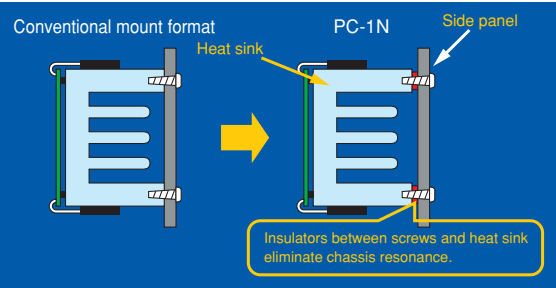 Conventional mount format
PC-1N
Side panel
Heat sink
Insulators between screws and heat sink
eliminate chassis resonance.